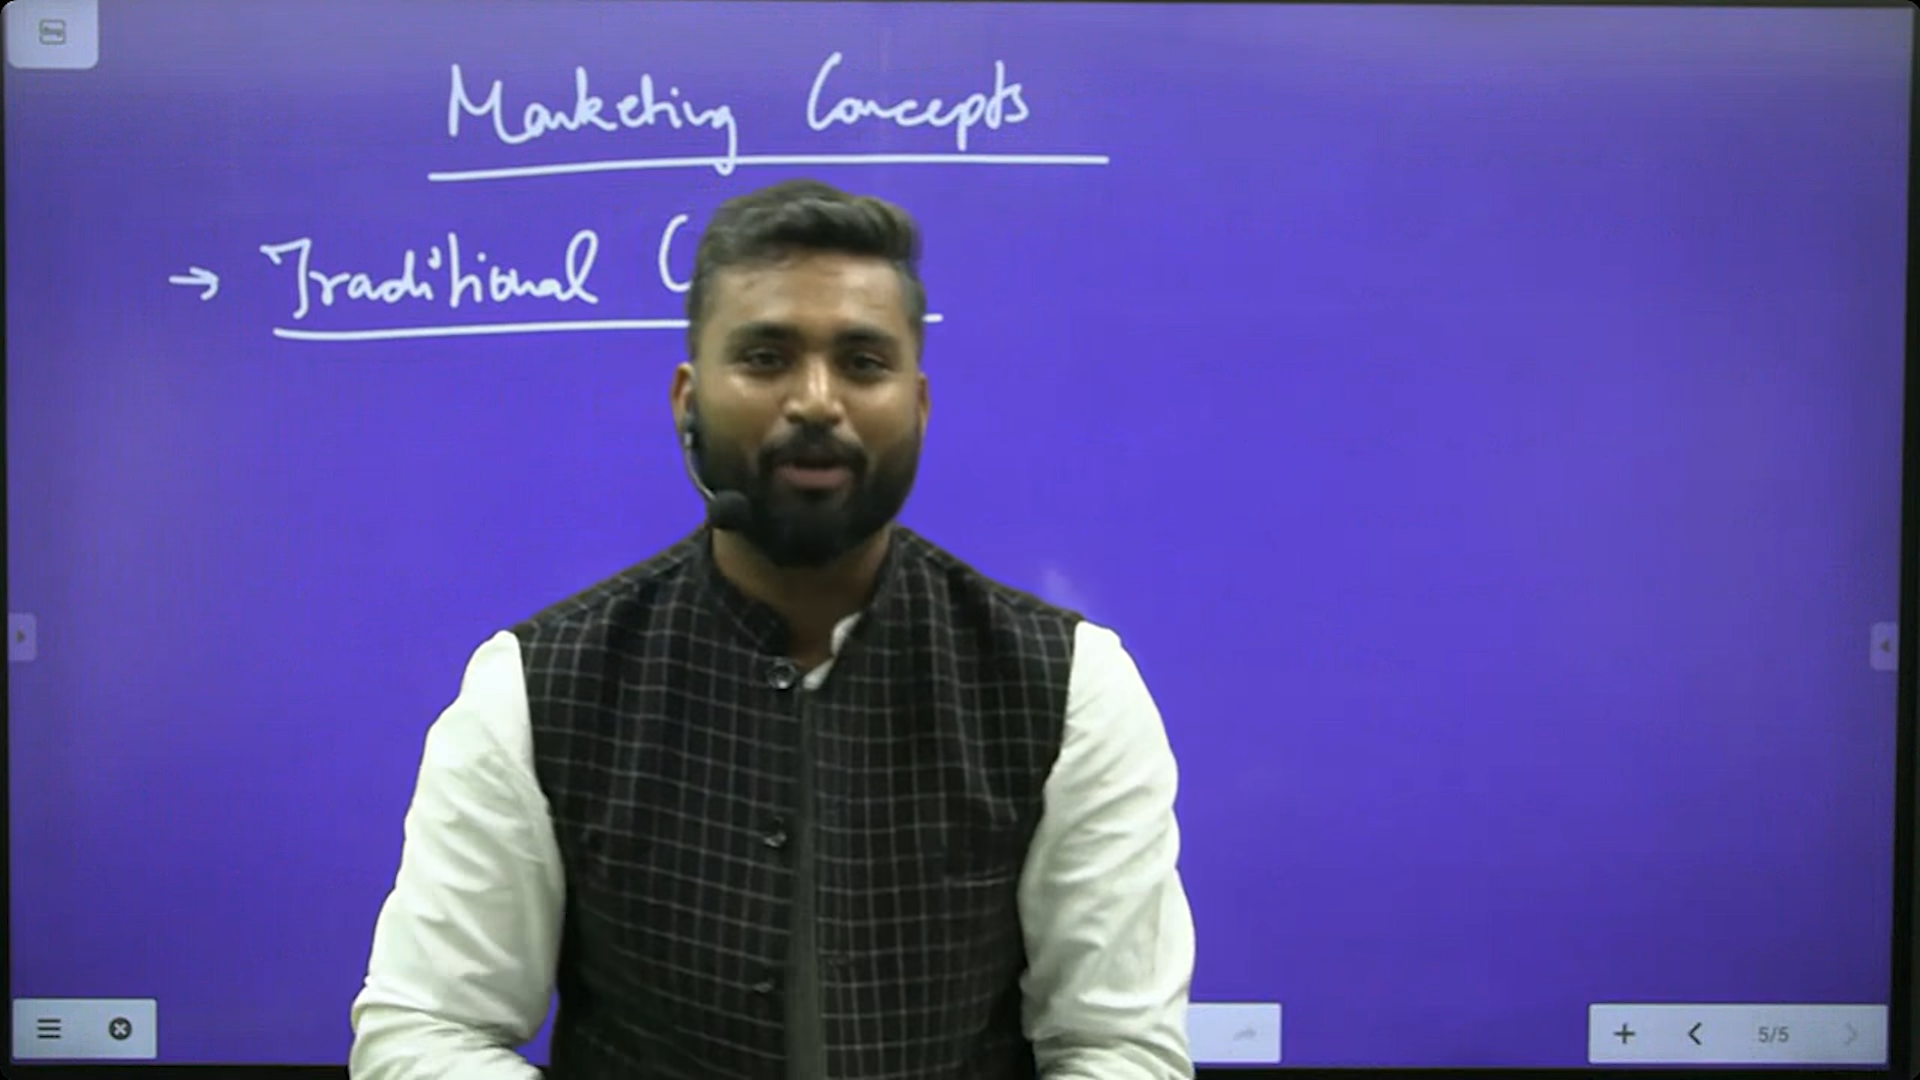 Marketing Concepts
→ Traditional C
5/5